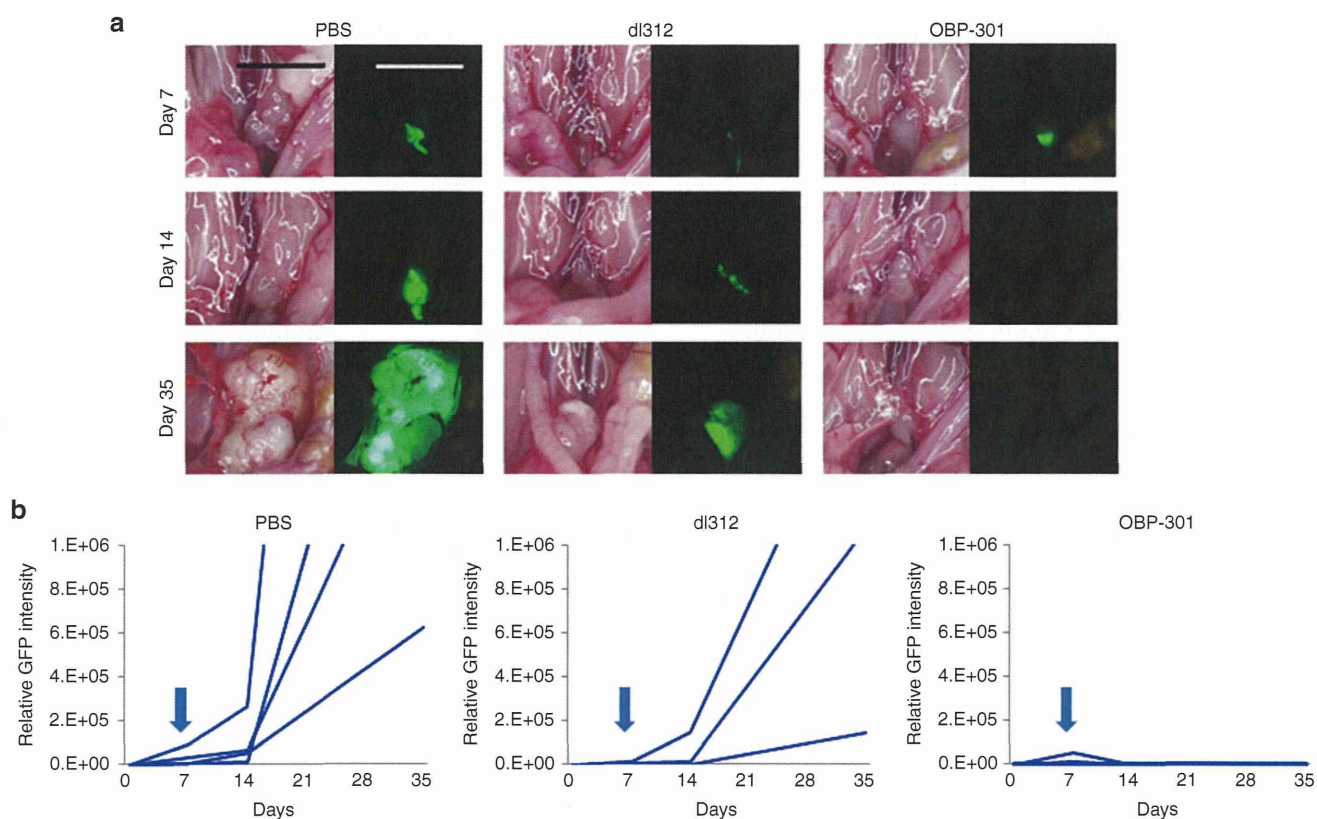 a
PBS
dl312
OBP-301
Day 7
Day 14
Day 35
b
PBS
dl312
OBP-301
Relative GFP intensity
1.E+06
8.E+05
6.E+05
4.E+05
2.E+05
0.E+00
0 7 14 21 28 35
Days
Relative GFP intensity
1.E+06
8.E+05
6.E+05
4.E+05
2.E+05
0.E+00
0 7 14 21 28 35
Days
Relative GFP intensity
1.E+06
8.E+05
6.E+05
4.E+05
2.E+05
0.E+00
0 7 14 21 28 35
Days